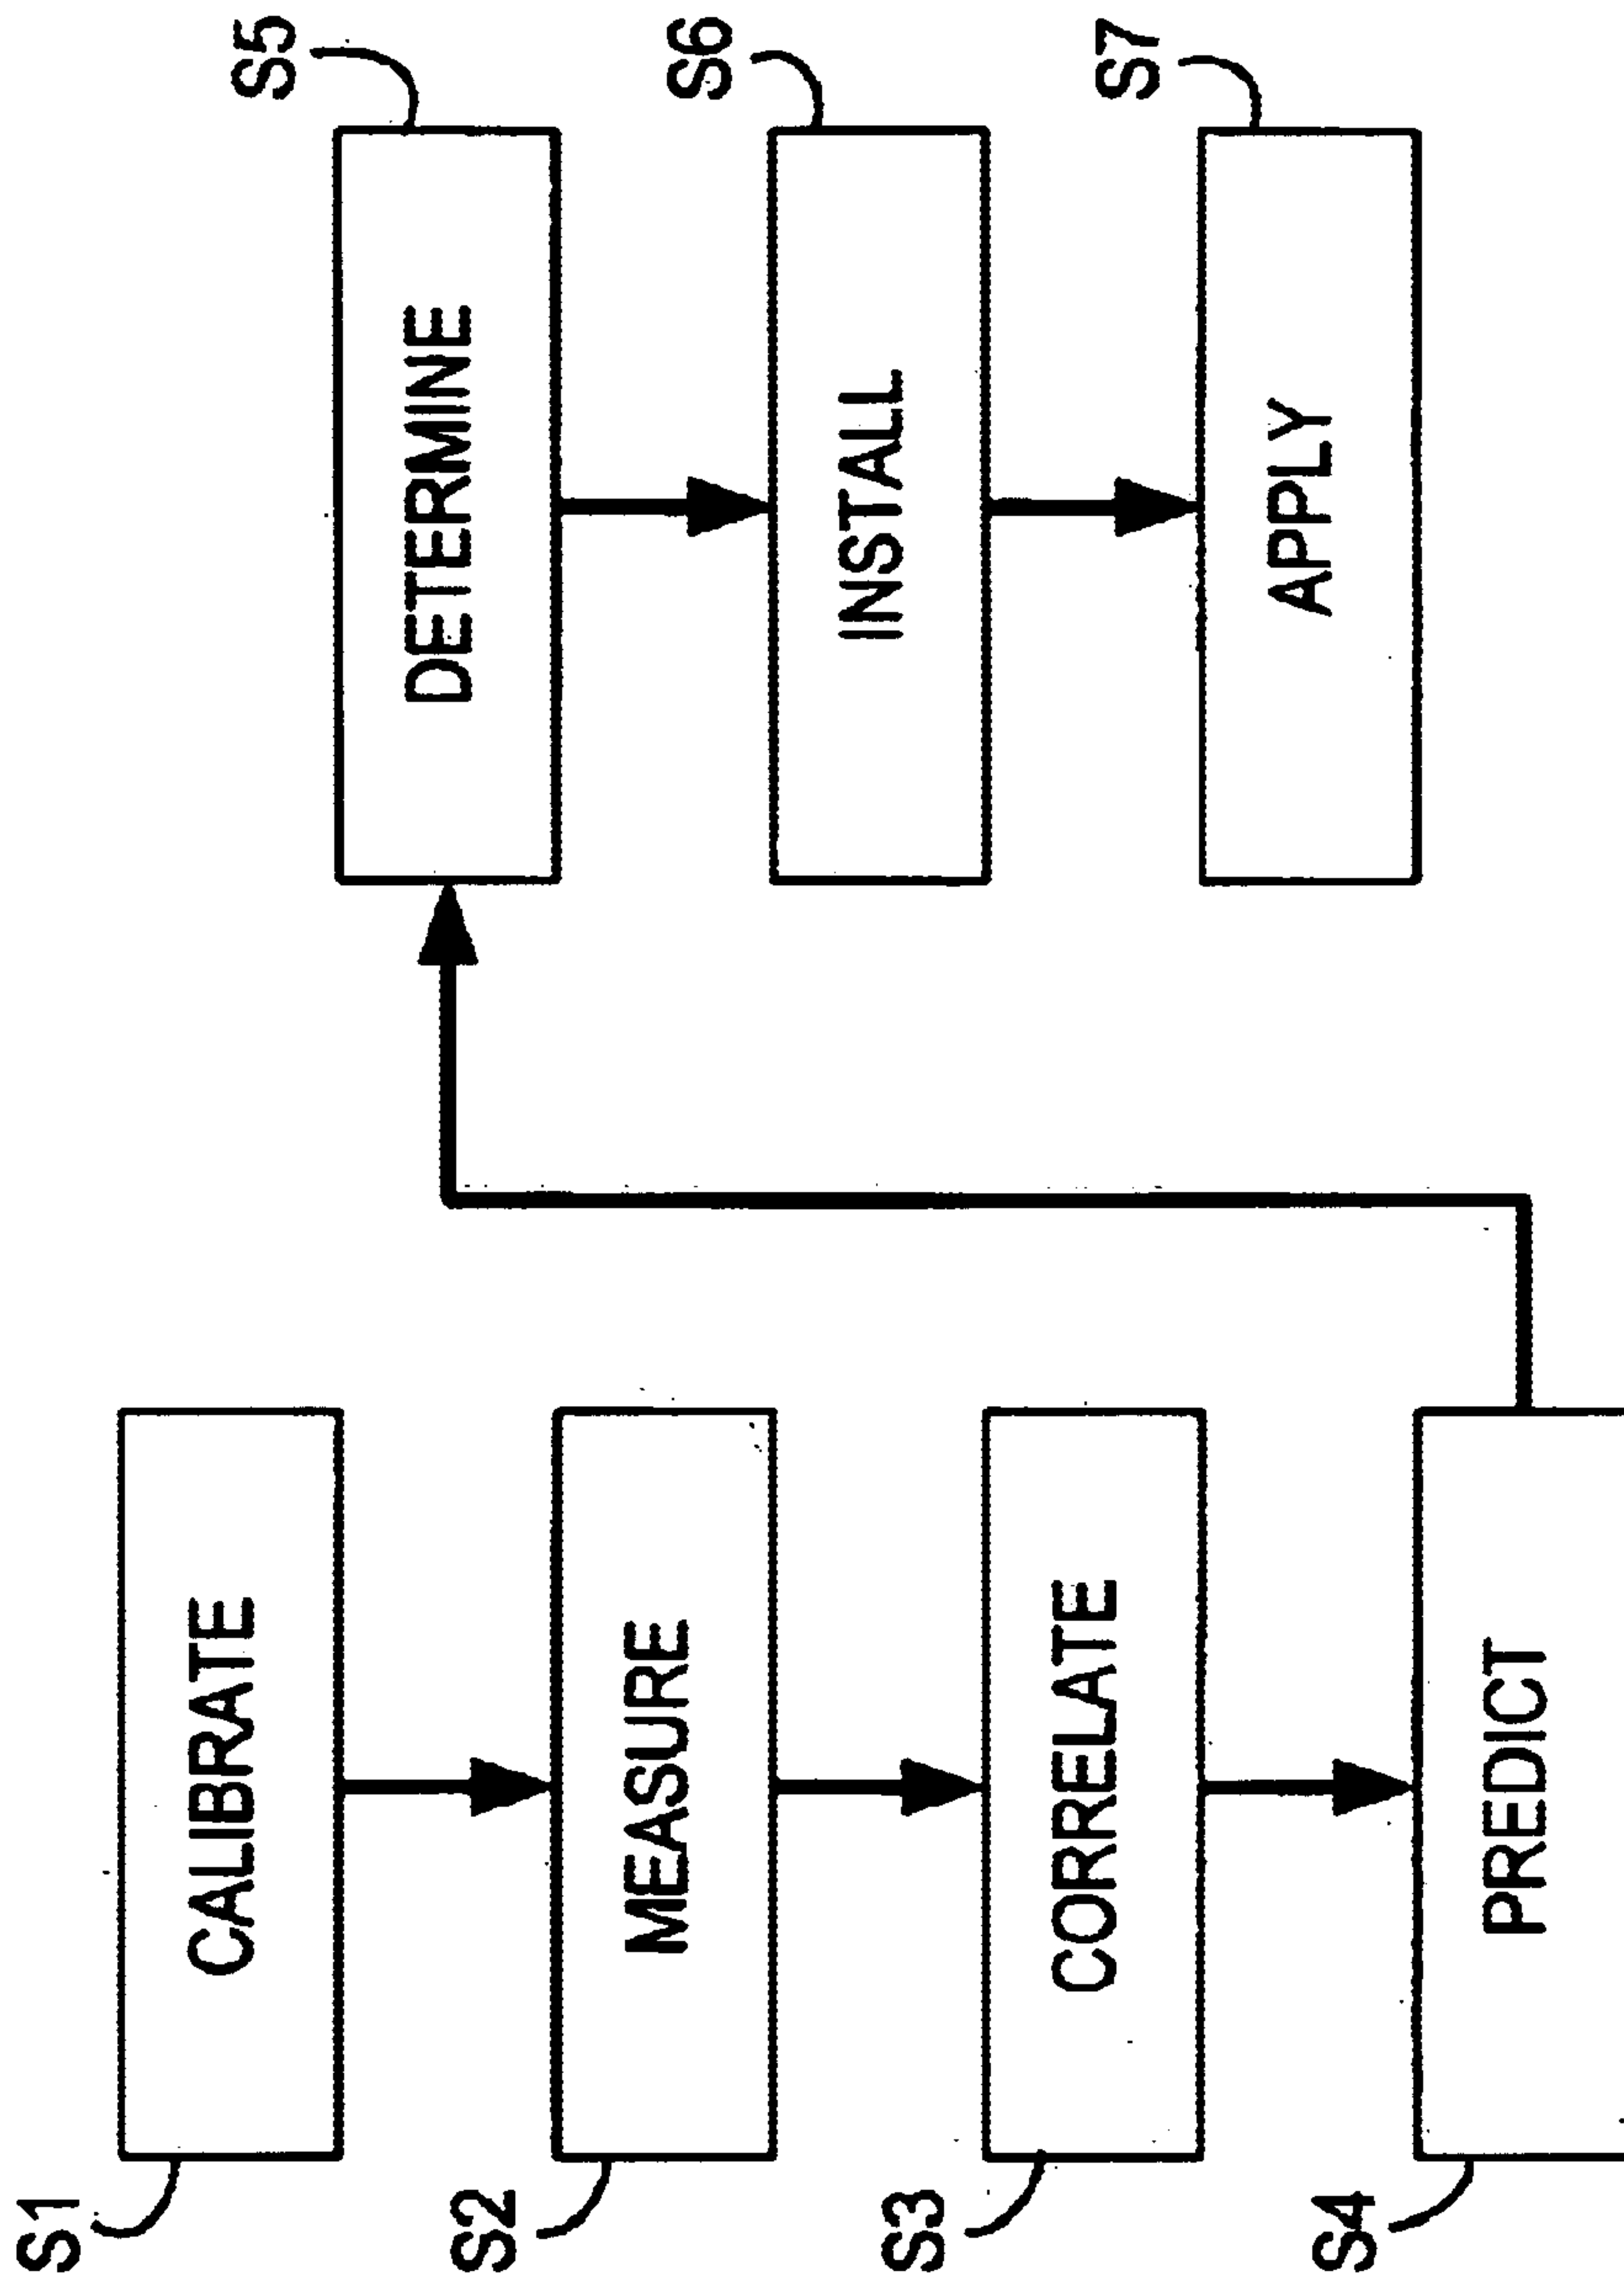 S1
CALIBRATE
S2
MEASURE
S3
CORRELATE
S4
PREDICT
S5
DETERMINE
S6
INSTALL
S7
APPLY